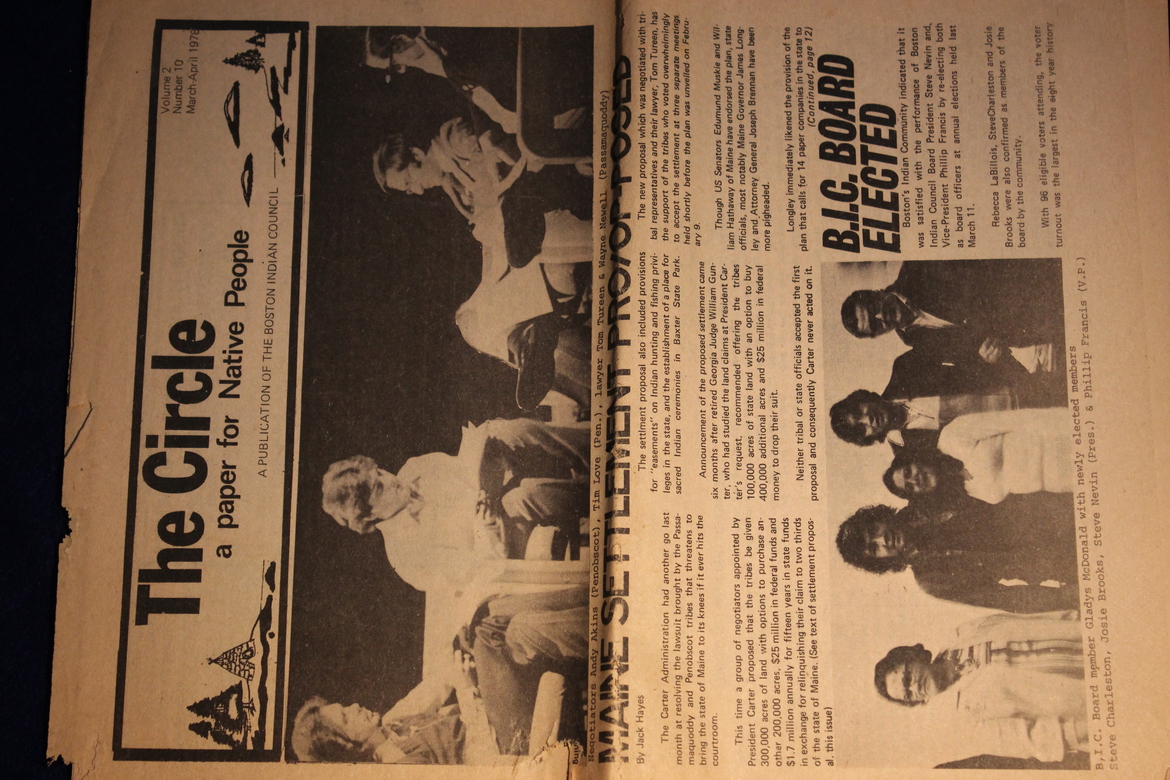 Volume 2
Number 10
March-April 1978
The Circle
a paper for Native People
A PUBLICATION OF THE BOSTON INDIAN COUNCIL
Negotiators Andy Akins (Penobscot), Tim Love (Pen.), lawyer Tom Tureen & Wayne Newell (Passamaquoddy)
MAINE SETTLEMENT PROPOSED
By Jack Hayes
The Carter Administration had another go last
month at resolving the lawsuit brought by the Passa-
maquoddy and Penobscot tribes that threatens to
bring the state of Maine to its knees if it ever hits the
courtroom.
This time a group of negotiators appointed by
President Carter proposed that the tribes be given
300,000 acres of land with options to purchase an-
other 200,000 acres, $25 million in federal funds and
$1.7 million annually for fifteen years in state funds
in exchange for relinquishing their claim to two thirds
of the state of Maine. (See text of settlement propos-
al, this issue)
The settlment proposal also included provisions
for "easements" on Indian hunting and fishing privi-
leges in the state, and the establishment of a place for
sacred Indian ceremonies in Baxter State Park.
Announcement of the proposed settlement came
six months after retired Georgia Judge William Gun-
ter, who had studied the land claims at President Car-
ter's request, recommended offering the tribes
100,000 acres of state land with an option to buy
400,000 additional acres and $25 million in federal
money to drop their suit.
Neither tribal or state officials accepted the first
proposal and consequently Carter never acted on it.
The new proposal which was negotiated with tri-
bal representatives and their lawyer, Tom Tureen, has
the support of the tribes who voted overwhelmingly
to accept the settlement at three separate meetings
held shortly before the plan was unveiled on Febru-
ary 9.
Though US Senators Edumund Muskie and Wil-
liam Hathaway of Maine have endorsed the plan, state
officials, most notably Maine Governor James Long-
ley and Attorney General Joseph Brennan have been
more pigheaded.
Longley immediately likened the provision of the
plan that calls for 14 paper companies in the state to
(Continued, page 12)
B.I.C. BOARD
ELECTED
Boston's Indian Community indicated that it
was satisfied with the performance of Boston
Indian Council Board President Steve Nevin and,
Vice-President Phillip Francis by re-electing both
as board officers at annual elections held last
March 11.
Rebecca LaBillois, SteveCharleston and Josie
Brooks were also confirmed as members of the
board by the community.
With 96 eligible voters attending, the voter
turnout was the largest in the eight year history
B,I.C. Board member Gladys McDonald with newly elected members
Steve Charleston, Josie Brooks, Steve Nevin (Pres.) & Phillip Francis (V.P.)